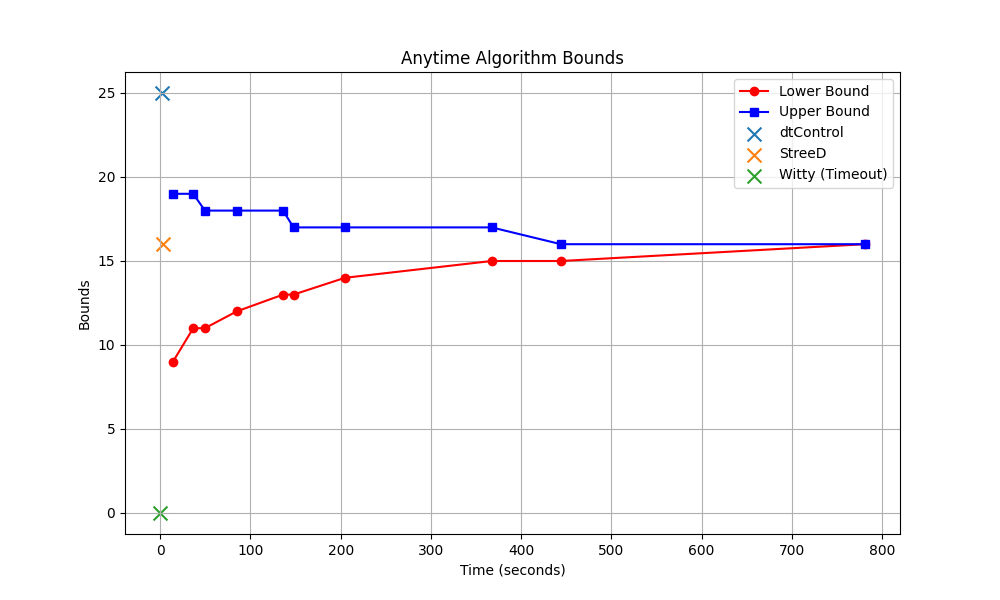 Anytime Algorithm Bounds
Lower Bound
Upper Bound
dtControl
StreeD
Witty (Timeout)
Bounds
25
20
15
10
5
0
0 100 200 300 400 500 600 700 800
Time (seconds)